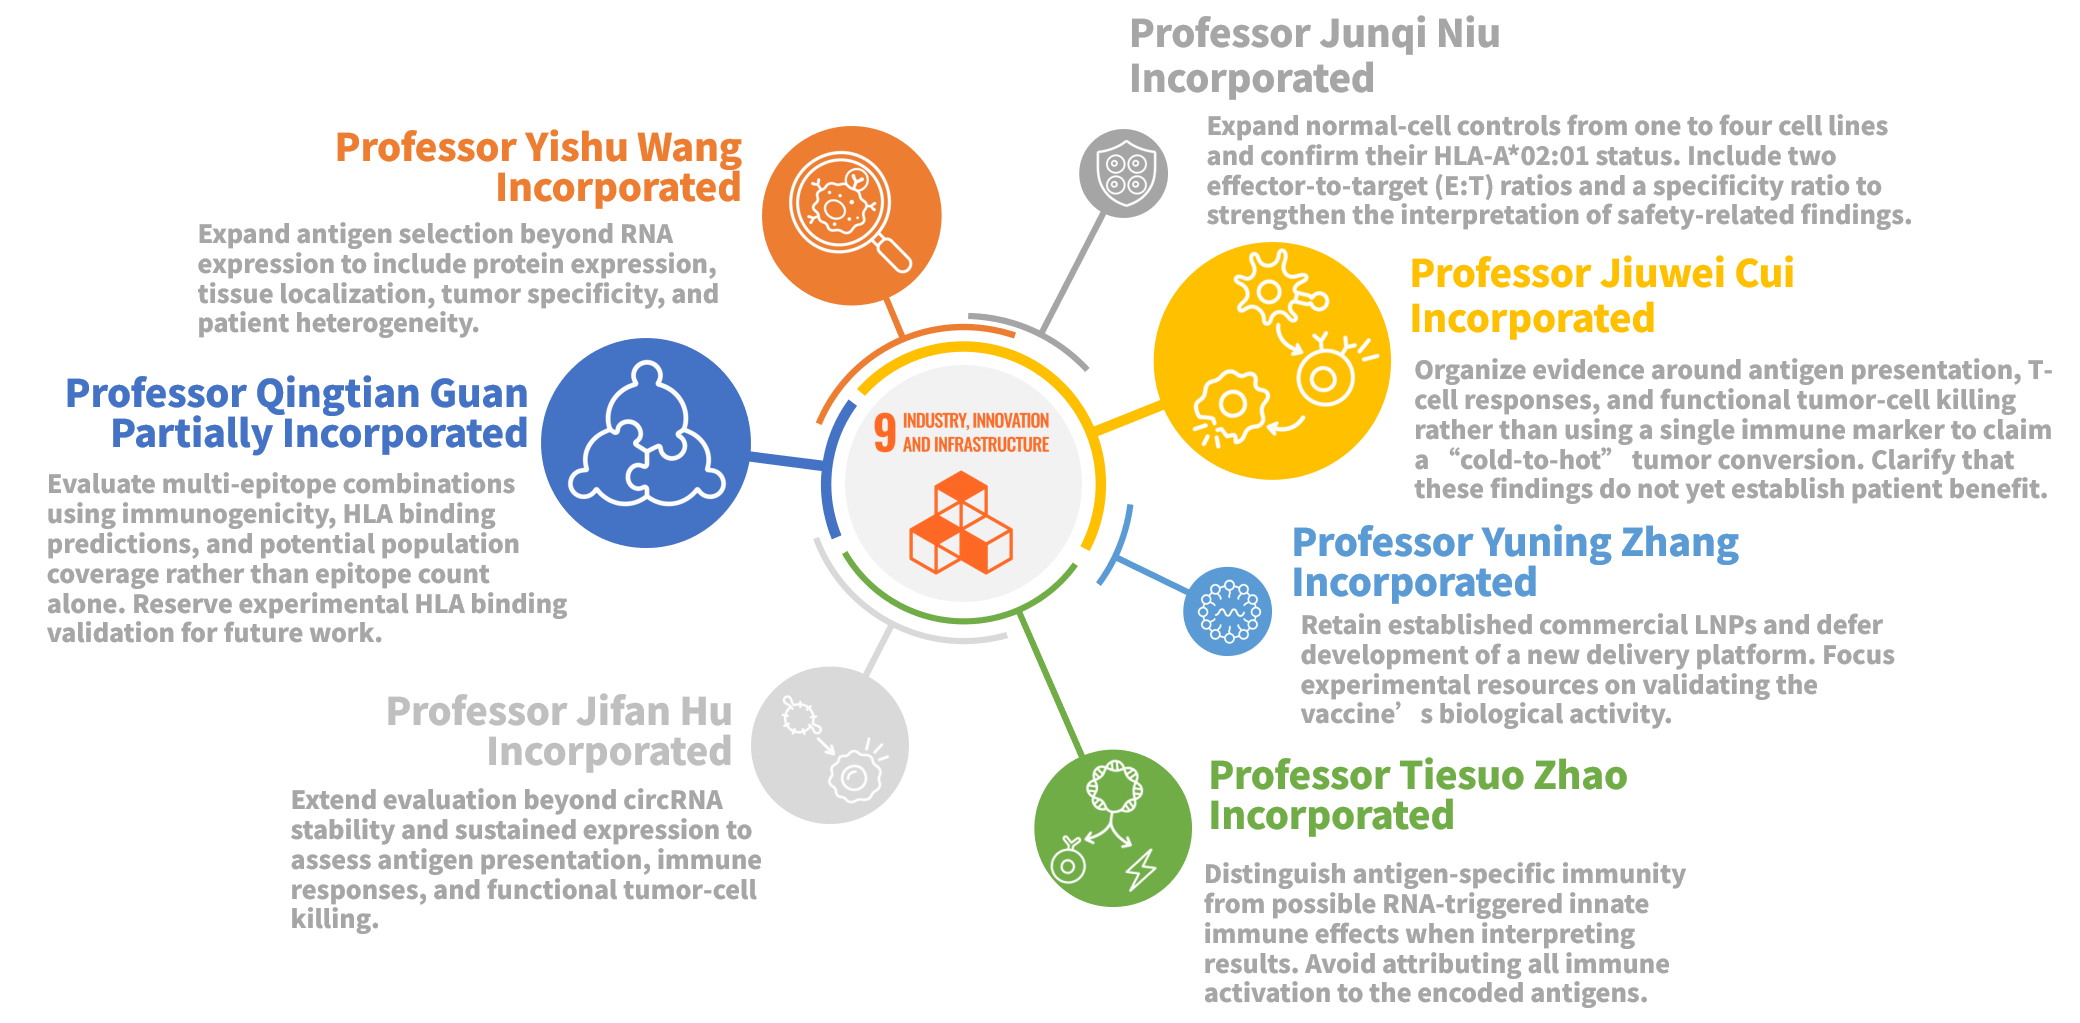 Professor Junqi Niu
Incorporated
Expand normal-cell controls from one to four cell lines
and confirm their HLA-A*02:01 status. Include two
effector-to-target (E:T) ratios and a specificity ratio to
strengthen the interpretation of safety-related findings.
Professor Yishu Wang
Incorporated
Expand antigen selection beyond RNA
expression to include protein expression,
tissue localization, tumor specificity, and
patient heterogeneity.
Professor Jiuwei Cui
Incorporated
Organize evidence around antigen presentation, T-
cell responses, and functional tumor-cell killing
rather than using a single immune marker to claim
a “cold-to-hot” tumor conversion. Clarify that
these findings do not yet establish patient benefit.
Professor Qingtian Guan
Partially Incorporated
Evaluate multi-epitope combinations
using immunogenicity, HLA binding
predictions, and potential population
coverage rather than epitope count
alone. Reserve experimental HLA binding
validation for future work.
9 INDUSTRY, INNOVATION
AND INFRASTRUCTURE
Professor Yuning Zhang
Incorporated
Retain established commercial LNPs and defer
development of a new delivery platform. Focus
experimental resources on validating the
vaccine’s biological activity.
Professor Jifan Hu
Incorporated
Extend evaluation beyond circRNA
stability and sustained expression to
assess antigen presentation, immune
responses, and functional tumor-cell
killing.
Professor Tiesuo Zhao
Incorporated
Distinguish antigen-specific immunity
from possible RNA-triggered innate
immune effects when interpreting
results. Avoid attributing all immune
activation to the encoded antigens.